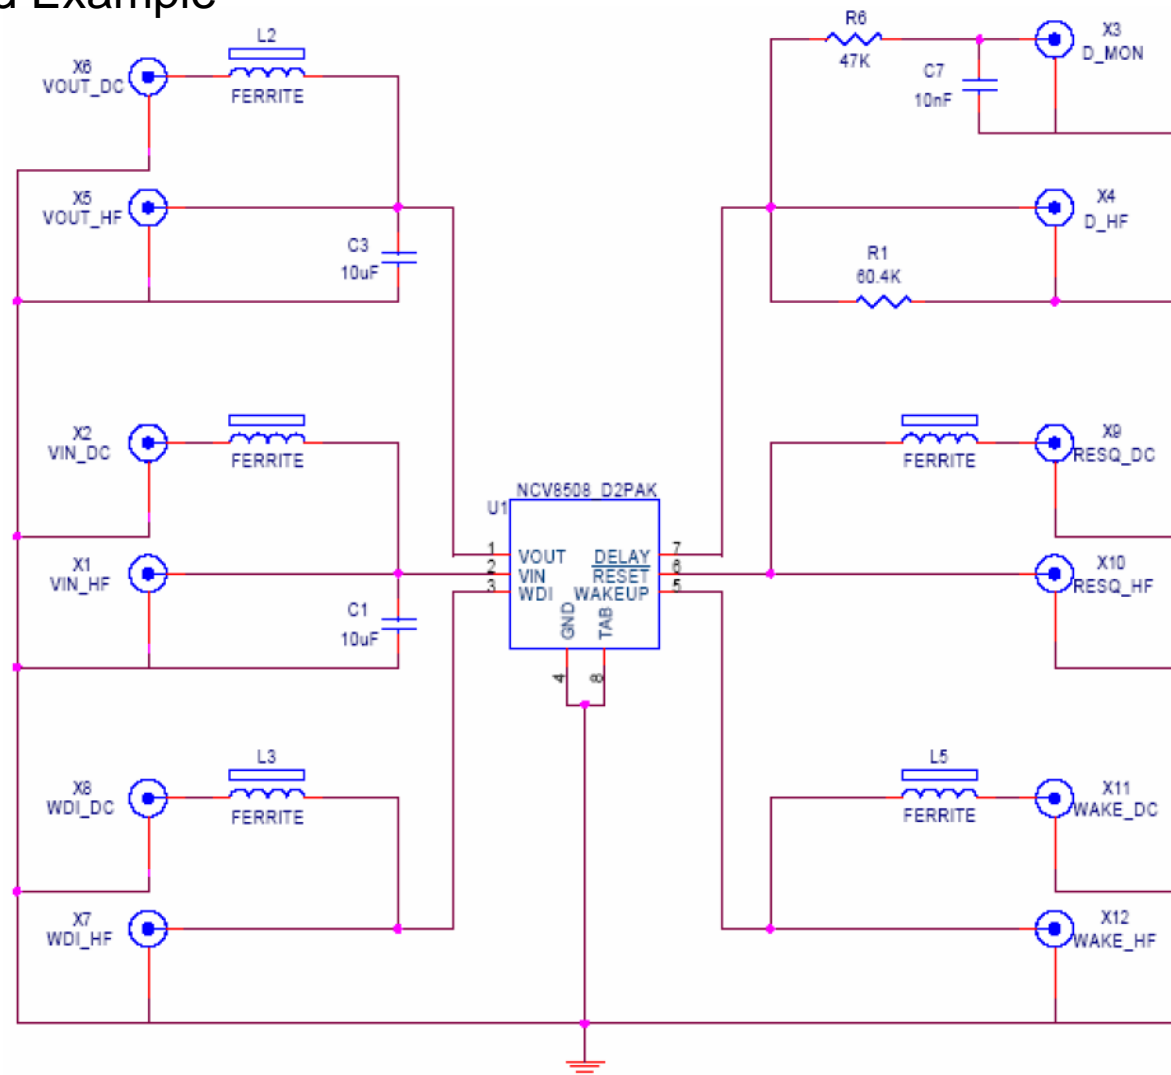 Example
L2
X6
VOUT_DC
FERRITE
X5
VOUT_HF
C3
10uF
X2
VIN_DC
FERRITE
X1
VIN_HF
C1
10uF
L3
X8
WDI_DC
FERRITE
X7
WDI_HF
NCV8508_D2PAK
U1
1
VOUT
2
VIN
3
WDI
DELAY
7
RESET
6
WAKEUP
5
GND
TAB
4
8
R6
47K
X3
D_MON
C7
10nF
X4
D_HF
R1
60.4K
FERRITE
X9
RESQ_DC
X10
RESQ_HF
L5
FERRITE
X11
WAKE_DC
X12
WAKE_HF